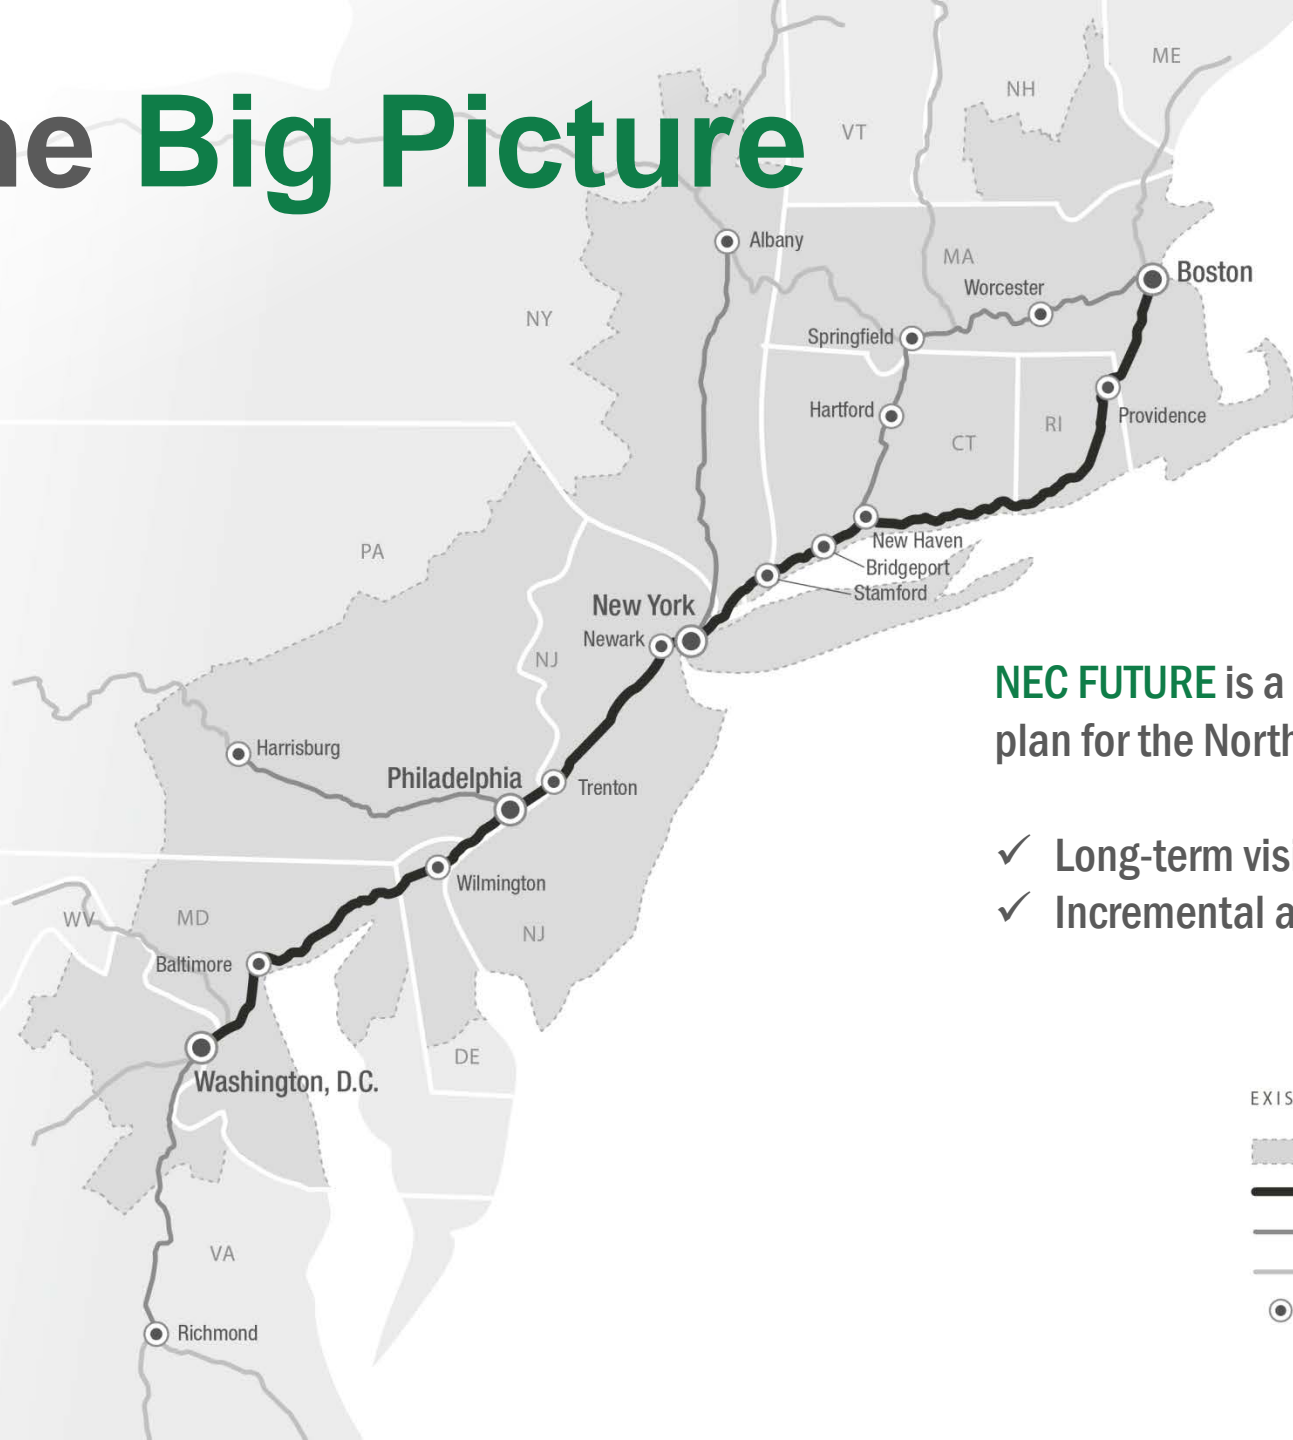 ne Big Picture
ME
NH
VT
Albany
MA
Boston
Worcester
NY
Springfield
Hartford
Providence
RI
CT
PA
New Haven
Bridgeport
Stamford
New York
Newark
NJ
NEC FUTURE is a
plan for the North
Harrisburg
Philadelphia
Trenton
Long-term visi
Incremental a
Wilmington
WV
MD
NJ
Baltimore
DE
Washington, D.C.
EXIS
VA
Richmond